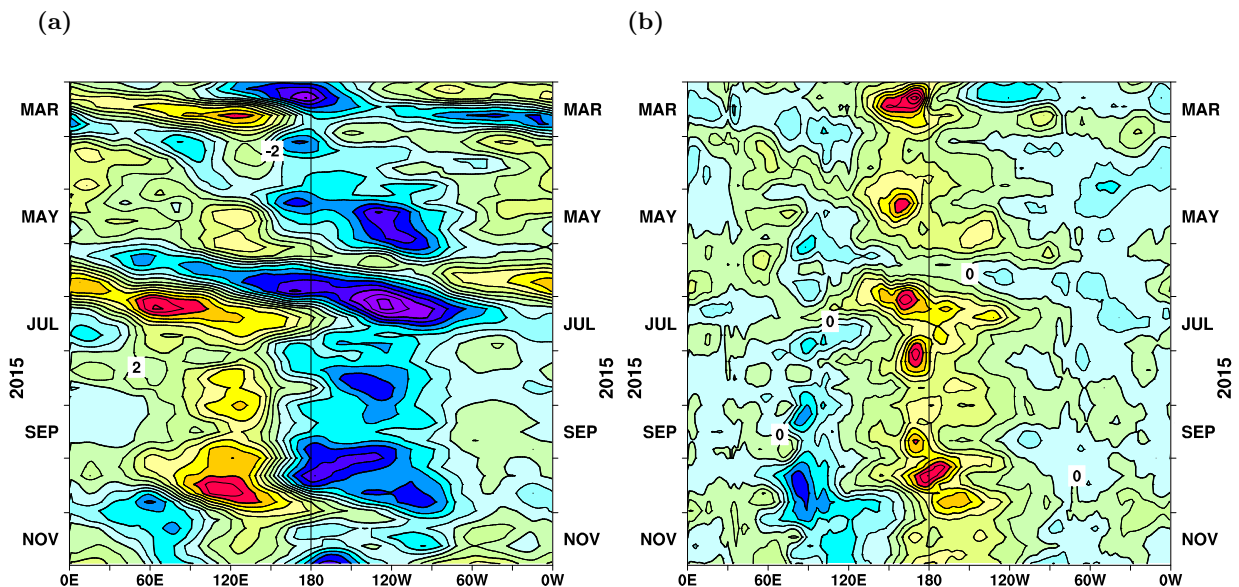 (a) (b)
MAR MAR MAR MAR
-2
MAY MAY MAY MAY
0
JUL JUL JUL JUL
0
2
2015 2015 2015 2015
SEP SEP SEP SEP
0
0
NOV NOV NOV NOV
0E 60E 120E 180 120W 60W 0W 0E 60E 120E 180 120W 60W 0W